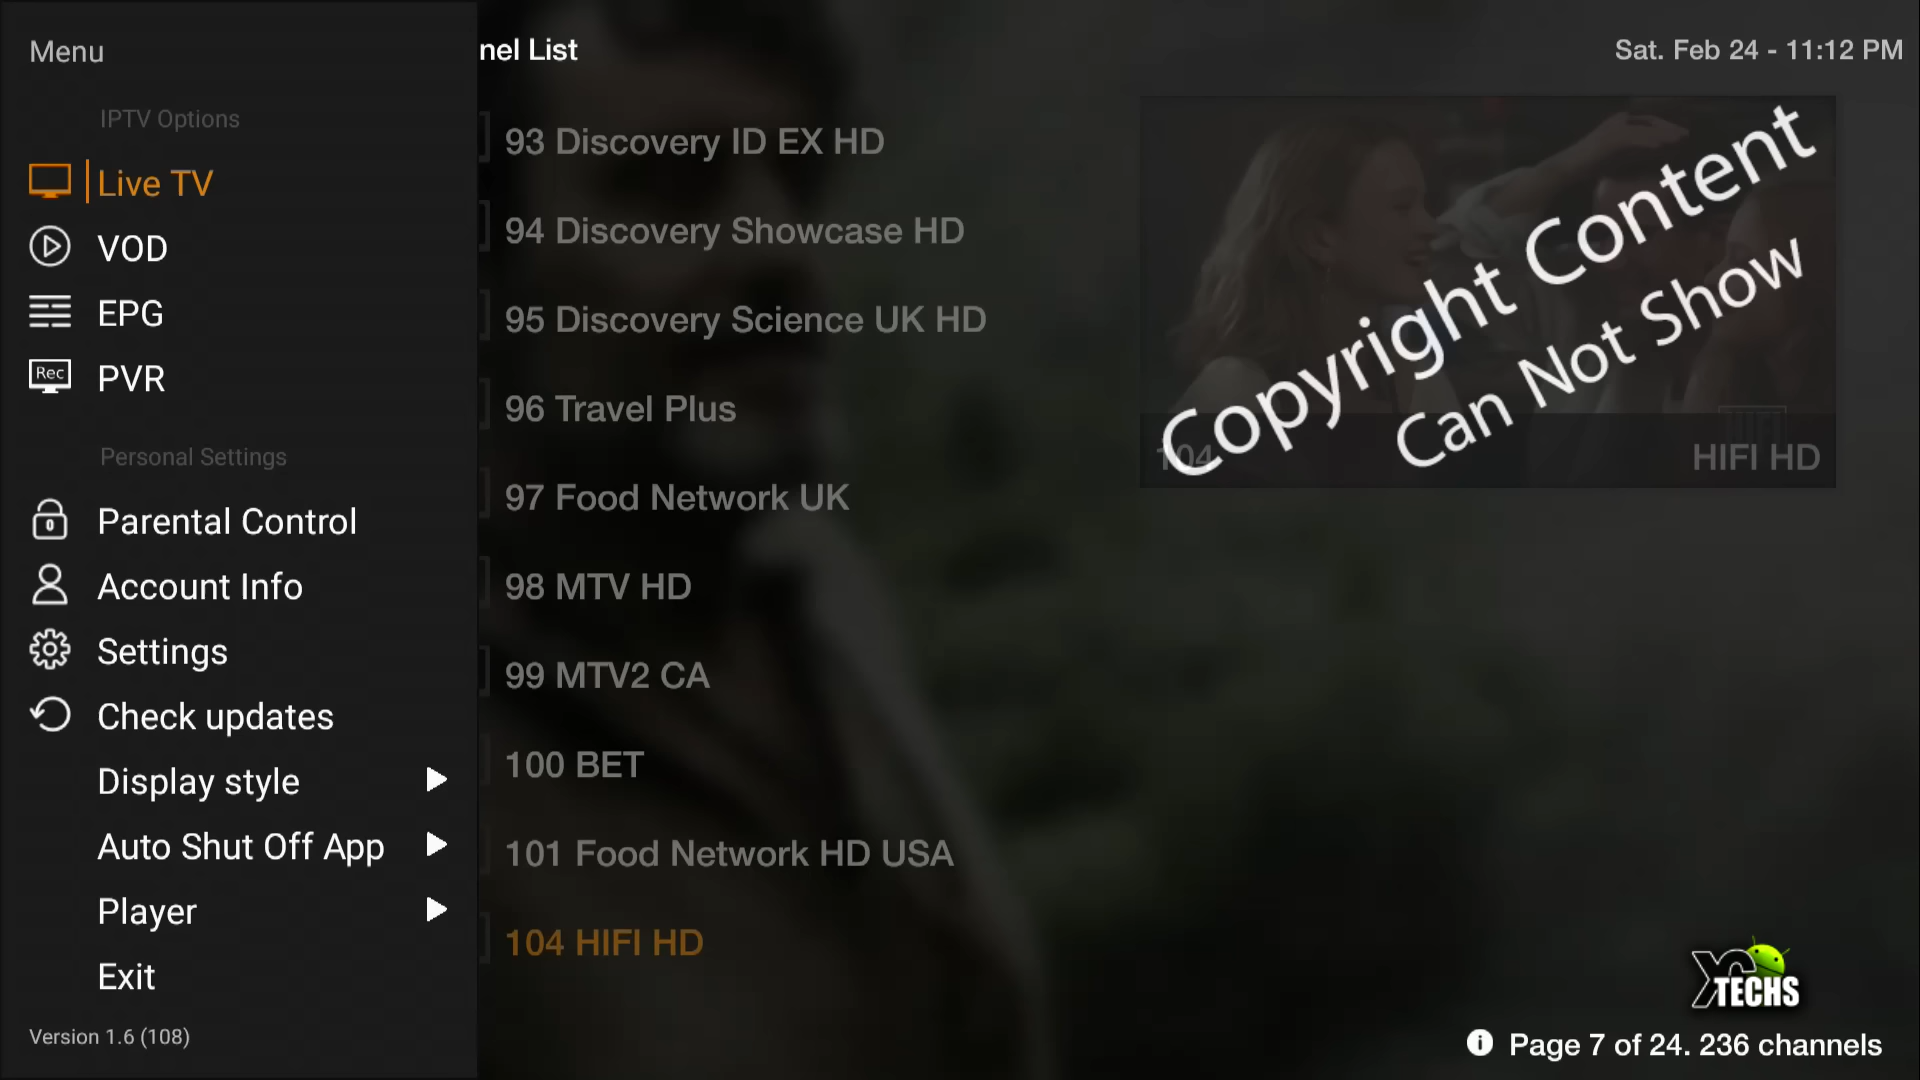 Menu
nel List
Sat. Feb 24 - 11:12 PM
IPTV Options
Live TV
VOD
EPG
Rec
PVR
Personal Settings
Parental Control
Account Info
Settings
Check updates
Display style
Auto Shut Off App
Player
Exit
Version 1.6 (108)
93 Discovery ID EX HD
94 Discovery Showcase HD
95 Discovery Science UK HD
96 Travel Plus
97 Food Network UK
98 MTV HD
99 MTV2 CA
100 BET
101 Food Network HD USA
104 HIFI HD
Copyright Content
Can Not Show
104
HIFI HD
TECHS
Page 7 of 24. 236 channels